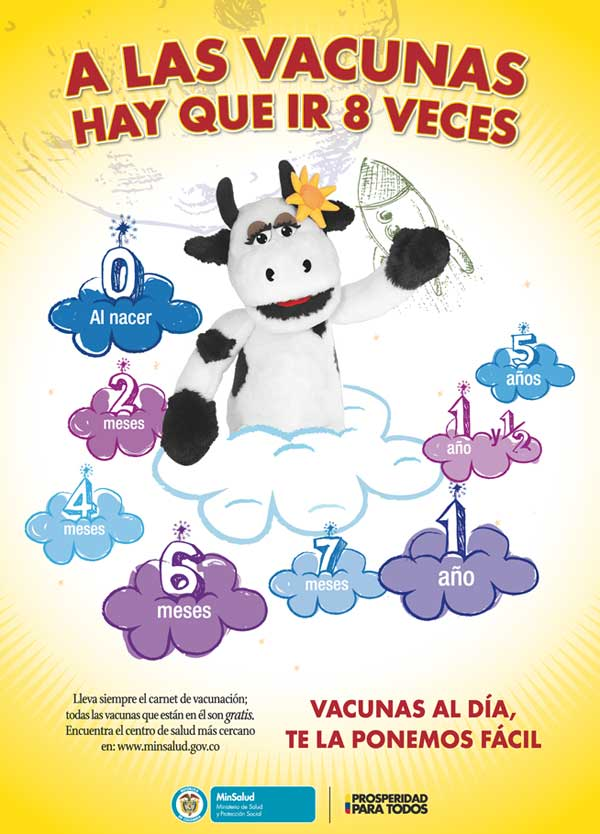 A LAS VACUNAS
HAY QUE IR 8 VECES
0
Al nacer
2
meses
4
meses
6
meses
7
meses
1
año
1 y 1/2
año
5
años
Lleva siempre el carnet de vacunación;
todas las vacunas que están en él son gratis.
Encuentra el centro de salud más cercano
en: www.minsalud.gov.co
VACUNAS AL DÍA,
TE LA PONEMOS FÁCIL
MinSalud
Ministerio de Salud
y Protección Social
PROSPERIDAD
PARA TODOS